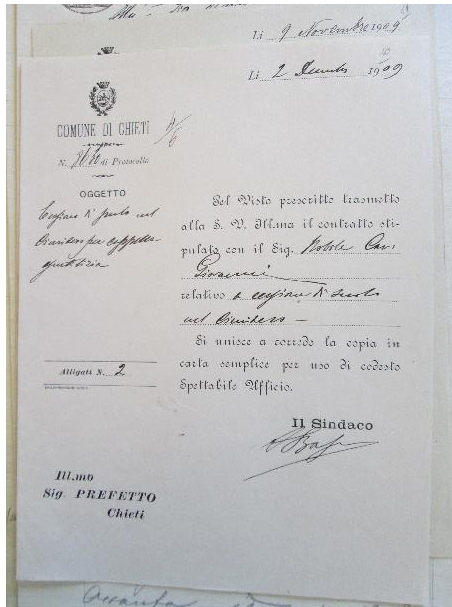 Li 9 Novembre 1909
Li 2 Decembre 1909
COMUNE DI CHIETI
N. di Protocollo
OGGETTO
Cessione di suolo nel
Cimitero per cappella
gentilizia
Pel Visto prescritto trasmetto
alla S. V. Ill.ma il contratto sti-
pulato con il Sig. Nobile Cav.
Giovanni
relativo a cessione di suolo
nel Cimitero
Si unisce a corredo la copia in
carta semplice per uso di codesto
Spettabile Ufficio.
Allegati N. 2
Il Sindaco
Ill.mo
Sig. PREFETTO
Chieti